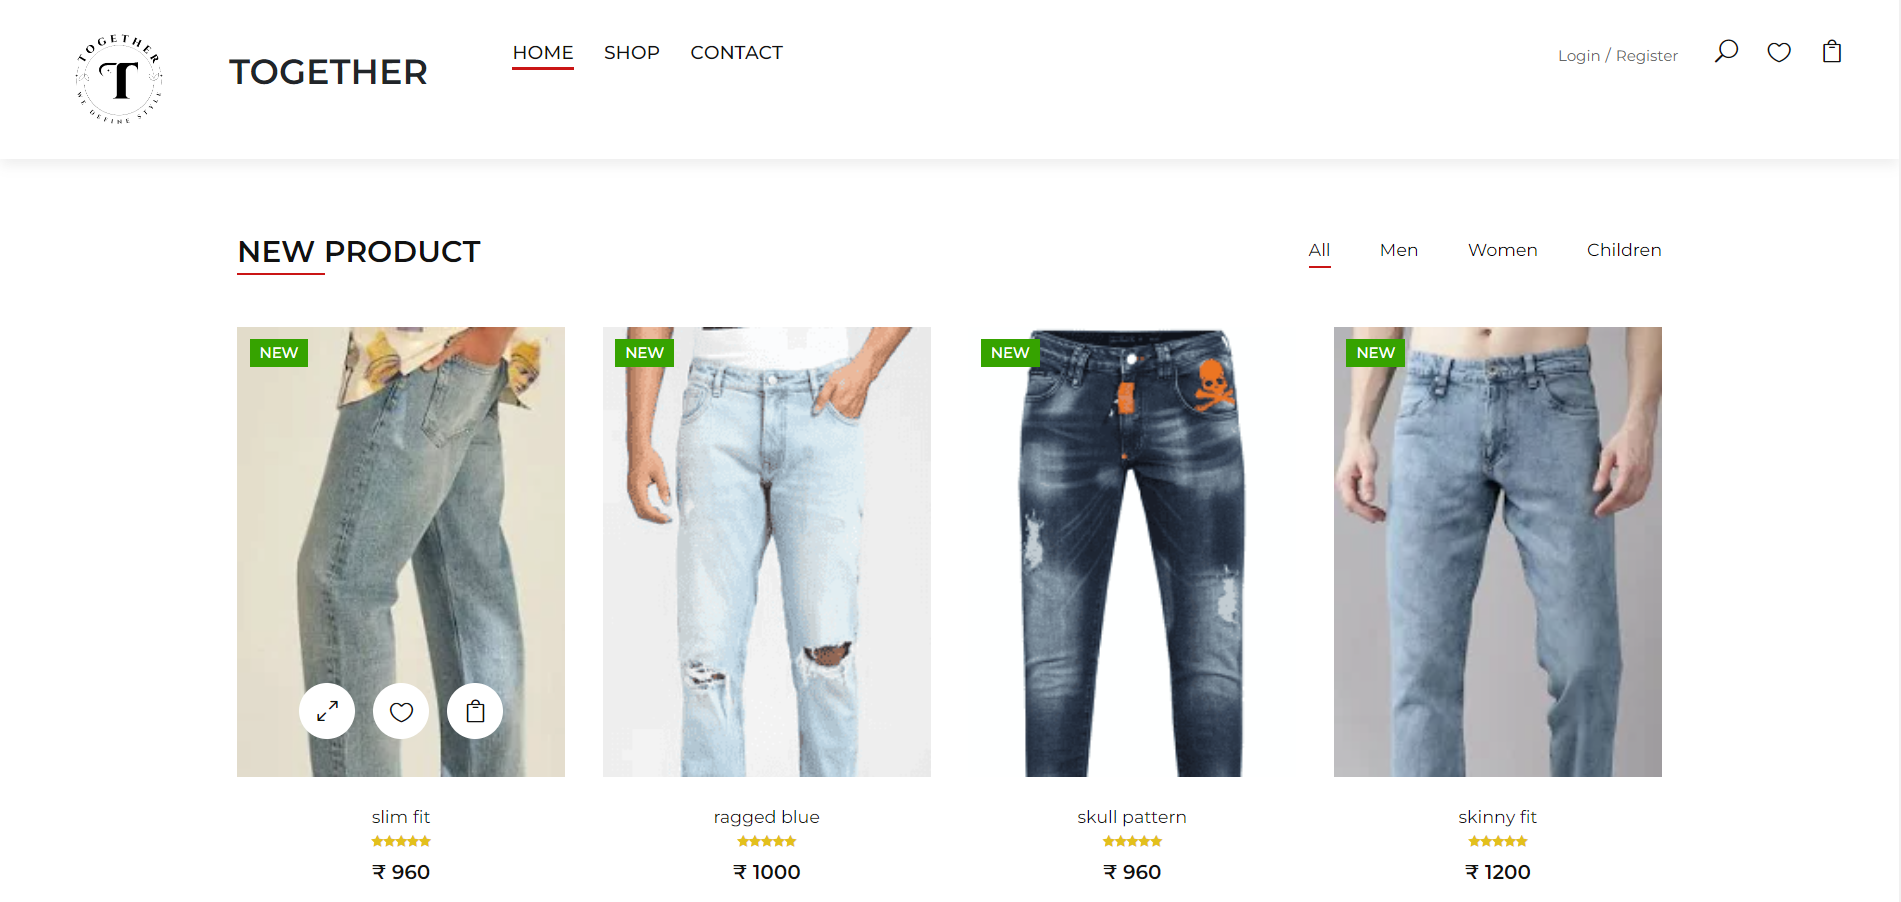 TOGETHER
T
WE DEFINE STYLE
TOGETHER
HOME SHOP CONTACT
Login / Register
NEW PRODUCT
All Men Women Children
NEW NEW NEW NEW
slim fit ragged blue skull pattern skinny fit
₹ 960 ₹ 1000 ₹ 960 ₹ 1200